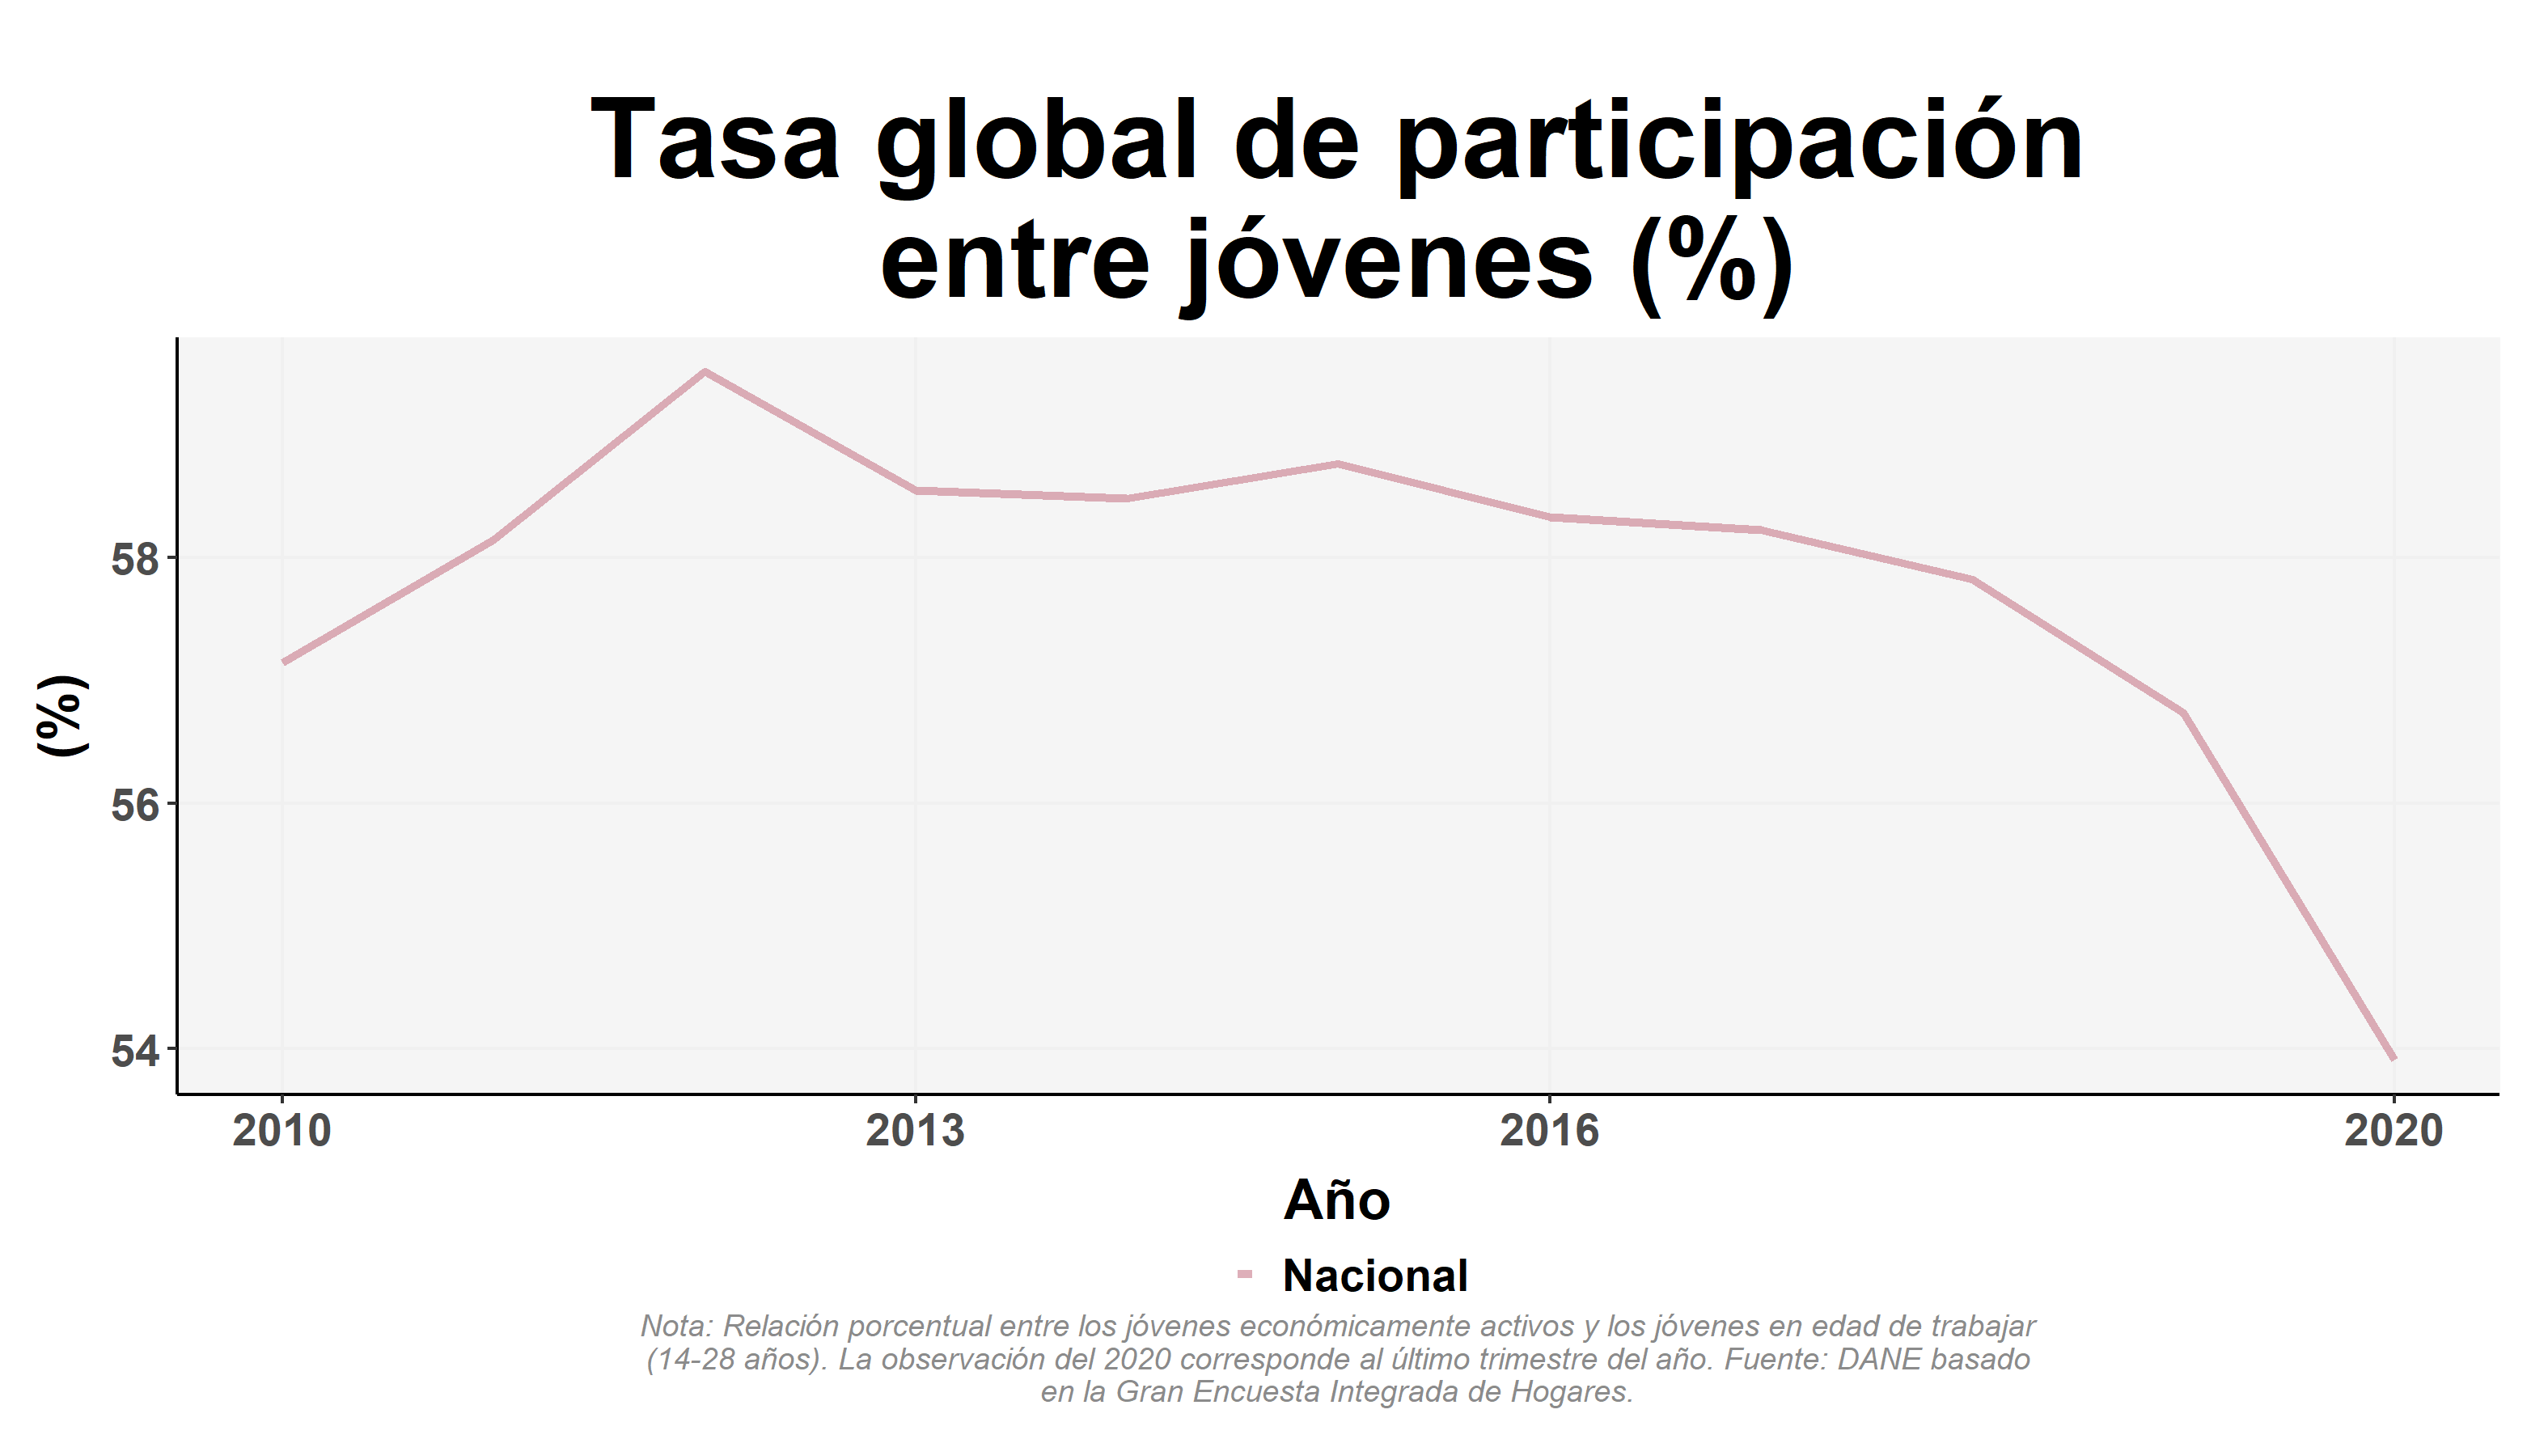 Tasa global de participación
entre jóvenes (%)
(%)
58
56
54
2010
2013
2016
2020
Año
Nacional
Nota: Relación porcentual entre los jóvenes económicamente activos y los jóvenes en edad de trabajar
(14-28 años). La observación del 2020 corresponde al último trimestre del año. Fuente: DANE basado
en la Gran Encuesta Integrada de Hogares.